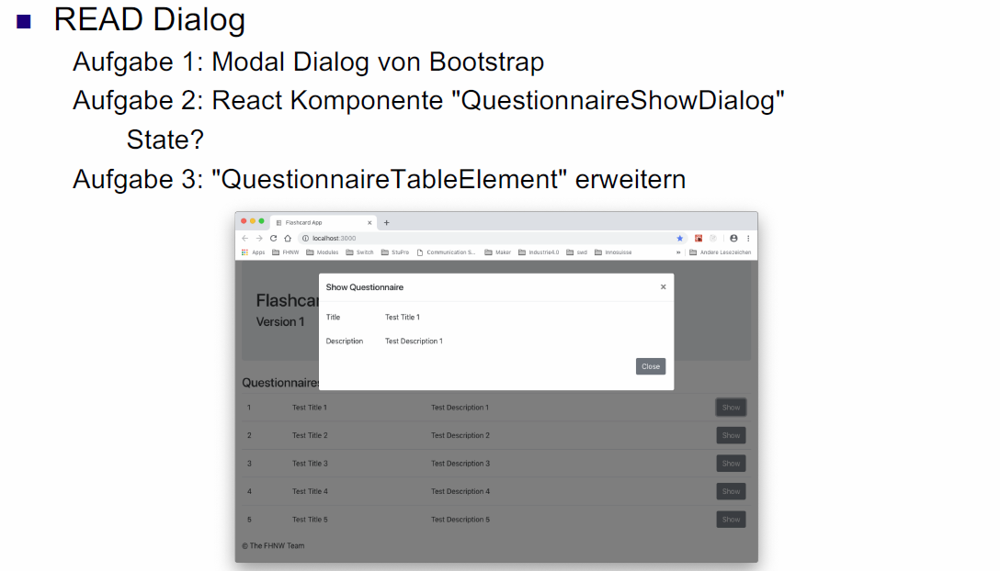 READ Dialog
Aufgabe 1: Modal Dialog von Bootstrap
Aufgabe 2: React Komponente "QuestionnaireShowDialog"
State?
Aufgabe 3: "QuestionnaireTableElement" erweitern
Flashcard App
localhost:3000
Apps FHNW Modules Switch StuPro Communication S... Maker Industrie4.0 swd innosuisse » Andere Lesezeichen
Show Questionnaire ×
Flashcar
Version 1
Title Test Title 1
Description Test Description 1
Close
Questionnaires
1 Test Title 1 Test Description 1 Show
2 Test Title 2 Test Description 2 Show
3 Test Title 3 Test Description 3 Show
4 Test Title 4 Test Description 4 Show
5 Test Title 5 Test Description 5 Show
© The FHNW Team